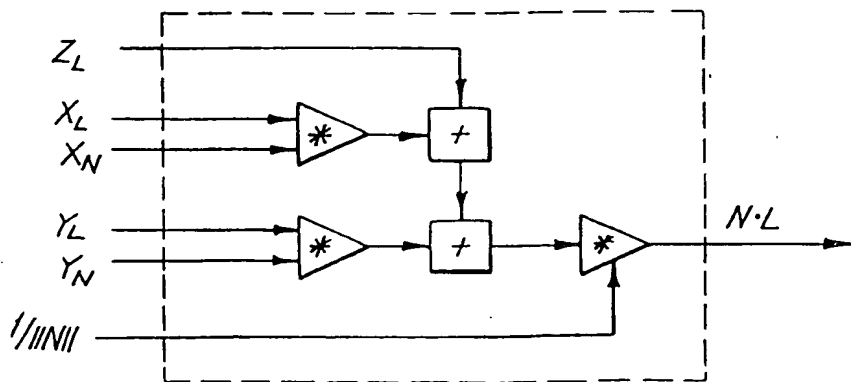 Z_L
X_L
*
+
X_N
Y_L
*
+
*
N·L
Y_N
1/||N||